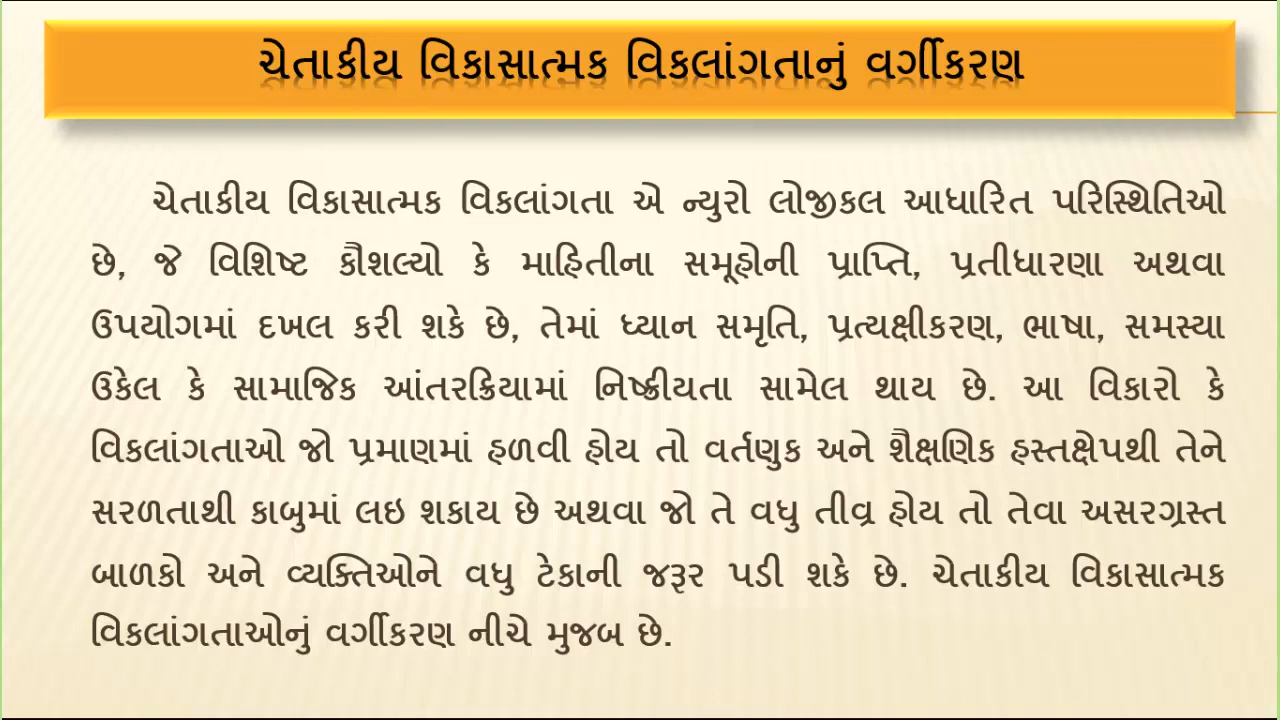 ચેતાકીય વિકાસાત્મક વિકલાંગતાનું વર્ગીકરણ
ચેતાકીય વિકાસાત્મક વિકલાંગતા એ ન્યુરો લોજીકલ આધારિત પરિસ્થિતિઓ
છે, જે વિશિષ્ટ કૌશલ્યો કે માહિતીના સમૂહોની પ્રાપ્તિ, પ્રતીધારણા અથવા
ઉપયોગમાં દખલ કરી શકે છે, તેમાં ધ્યાન સમૃતિ, પ્રત્યક્ષીકરણ, ભાષા, સમસ્યા
ઉકેલ કે સામાજિક આંતરક્રિયામાં નિષ્ક્રીયતા સામેલ થાય છે. આ વિકારો કે
વિકલાંગતાઓ જો પ્રમાણમાં હળવી હોય તો વર્તણુક અને શૈક્ષણિક હસ્તક્ષેપથી તેને
સરળતાથી કાબુમાં લઇ શકાય છે અથવા જો તે વધુ તીવ્ર હોય તો તેવા અસરગ્રસ્ત
બાળકો અને વ્યક્તિઓને વધુ ટેકાની જરૂર પડી શકે છે. ચેતાકીય વિકાસાત્મક
વિકલાંગતાઓનું વર્ગીકરણ નીચે મુજબ છે.